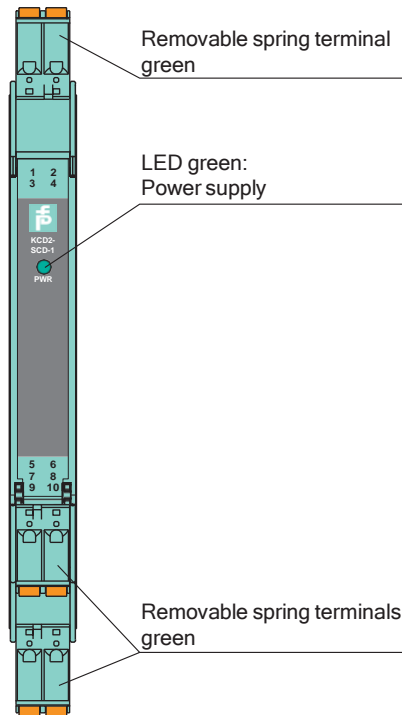 Removable spring terminal
green
LED green:
Power supply
1 2
3 4
KCD2-
SCD-1
PWR
5 6
7 8
9 10
Removable spring terminals
green